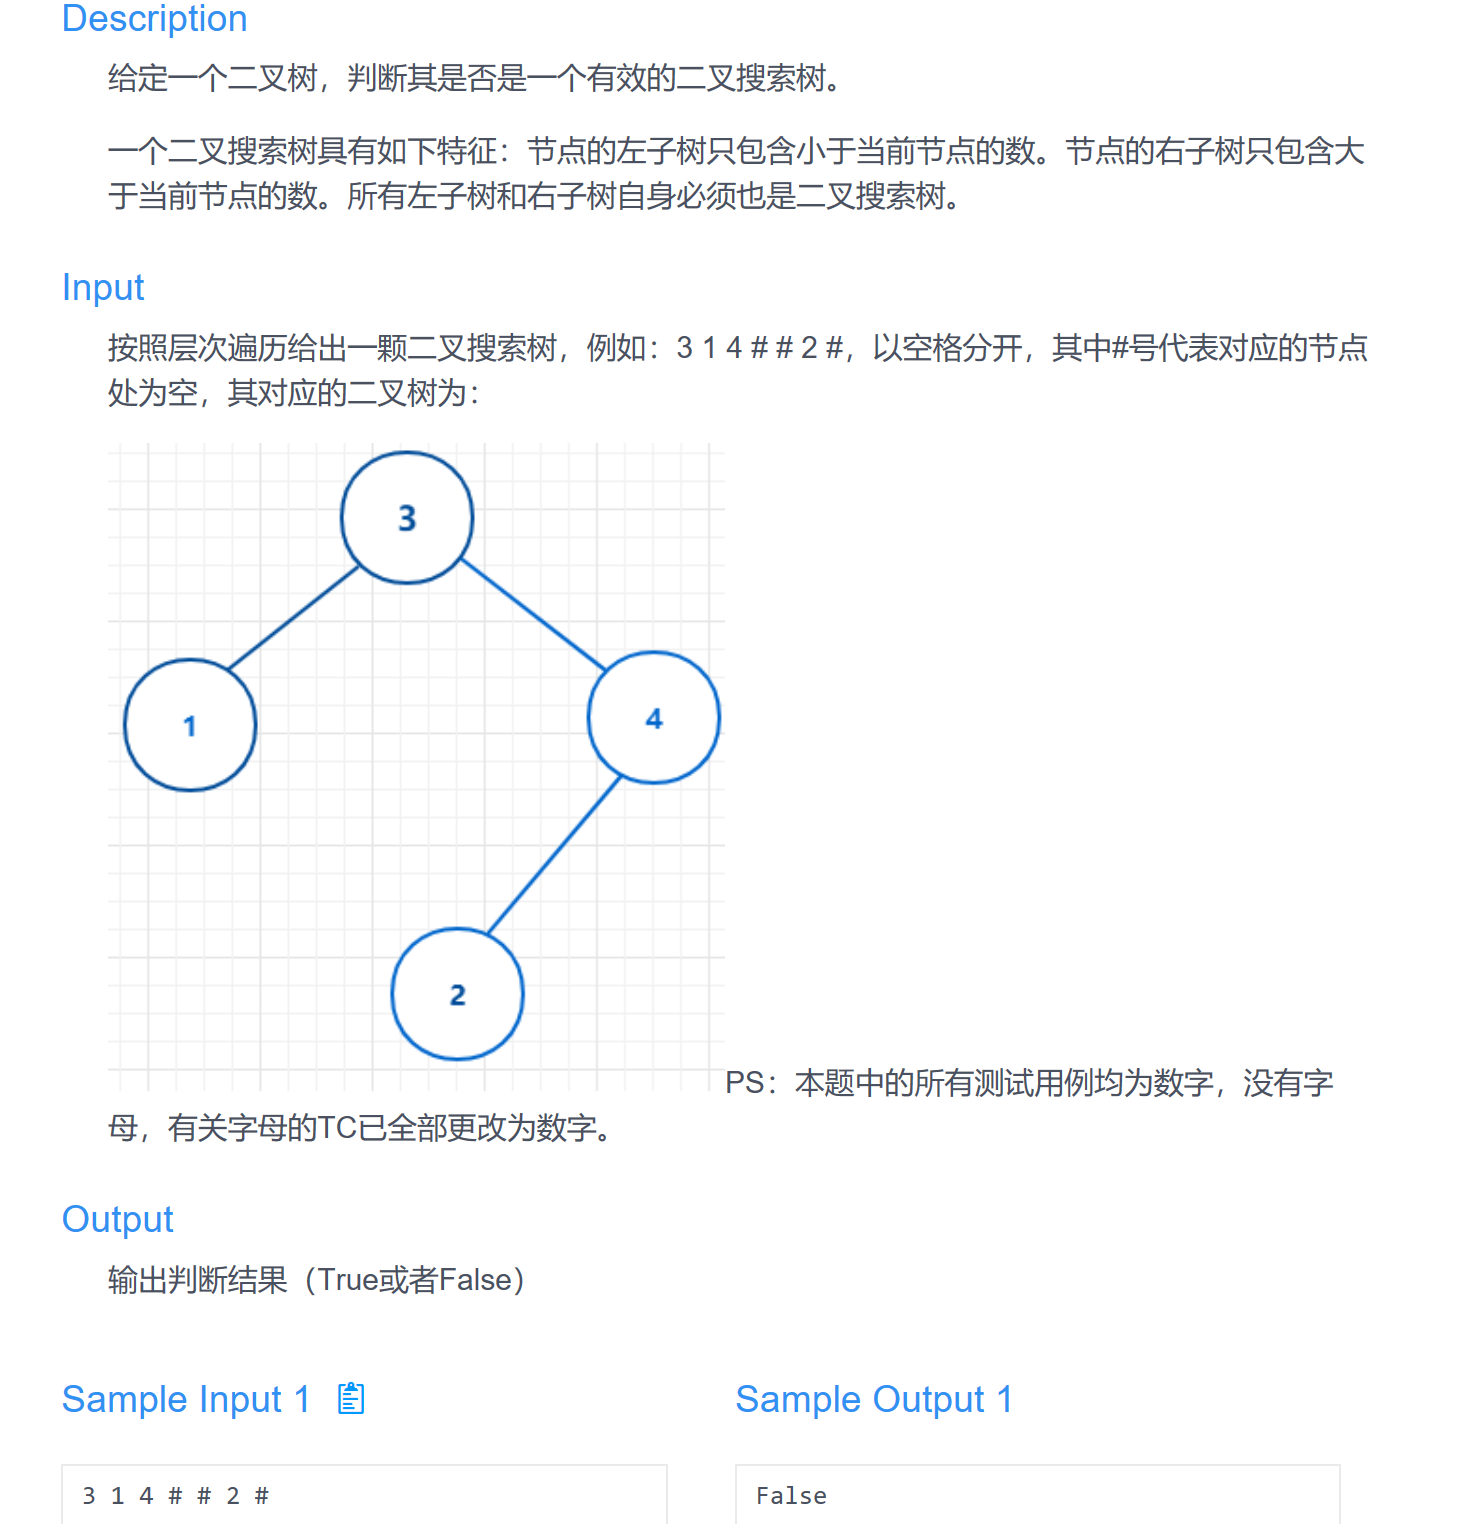 Description
给定一个二叉树，判断其是否是一个有效的二叉搜索树。
一个二叉搜索树具有如下特征：节点的左子树只包含小于当前节点的数。节点的右子树只包含大
于当前节点的数。所有左子树和右子树自身必须也是二叉搜索树。
Input
按照层次遍历给出一颗二叉搜索树，例如：3 1 4 # # 2 #，以空格分开，其中#号代表对应的节点
处为空，其对应的二叉树为：
3
1
4
2
PS：本题中的所有测试用例均为数字，没有字
母，有关字母的TC已全部更改为数字。
Output
输出判断结果（True或者False）
Sample Input 1
Sample Output 1
3 1 4 # # 2 #
False